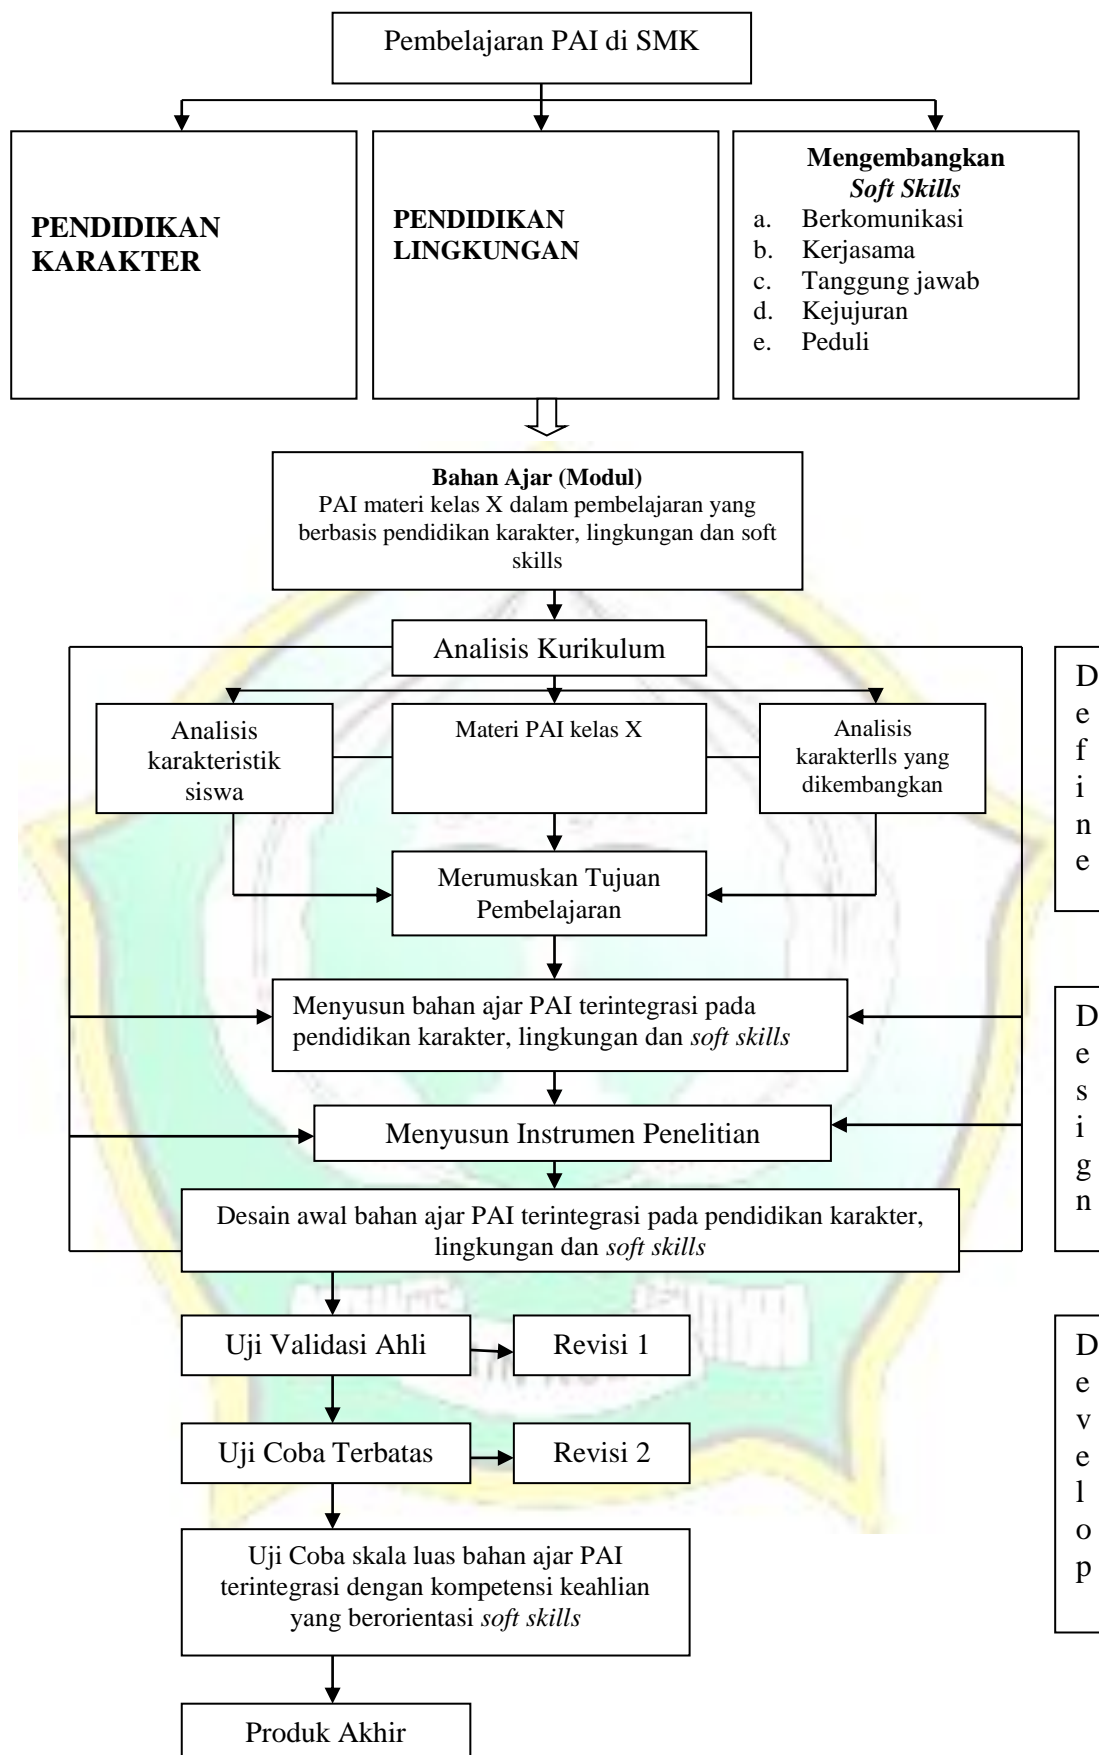 Pembelajaran PAI di SMK
PENDIDIKAN
KARAKTER
PENDIDIKAN
LINGKUNGAN
Mengembangkan
Soft Skills
a. Berkomunikasi
b. Kerjasama
c. Tanggung jawab
d. Kejujuran
e. Peduli
Bahan Ajar (Modul)
PAI materi kelas X dalam pembelajaran yang
berbasis pendidikan karakter, lingkungan dan soft
skills
Analisis Kurikulum
Analisis
karakteristik
siswa
Materi PAI kelas X
Analisis
karakterlls yang
dikembangkan
Merumuskan Tujuan
Pembelajaran
Menyusun bahan ajar PAI terintegrasi pada
pendidikan karakter, lingkungan dan soft skills
Menyusun Instrumen Penelitian
Desain awal bahan ajar PAI terintegrasi pada pendidikan karakter,
lingkungan dan soft skills
Uji Validasi Ahli
Revisi 1
Uji Coba Terbatas
Revisi 2
Uji Coba skala luas bahan ajar PAI
terintegrasi dengan kompetensi keahlian
yang berorientasi soft skills
Produk Akhir
D
e
f
i
n
e
D
e
s
i
g
n
D
e
v
e
l
o
p